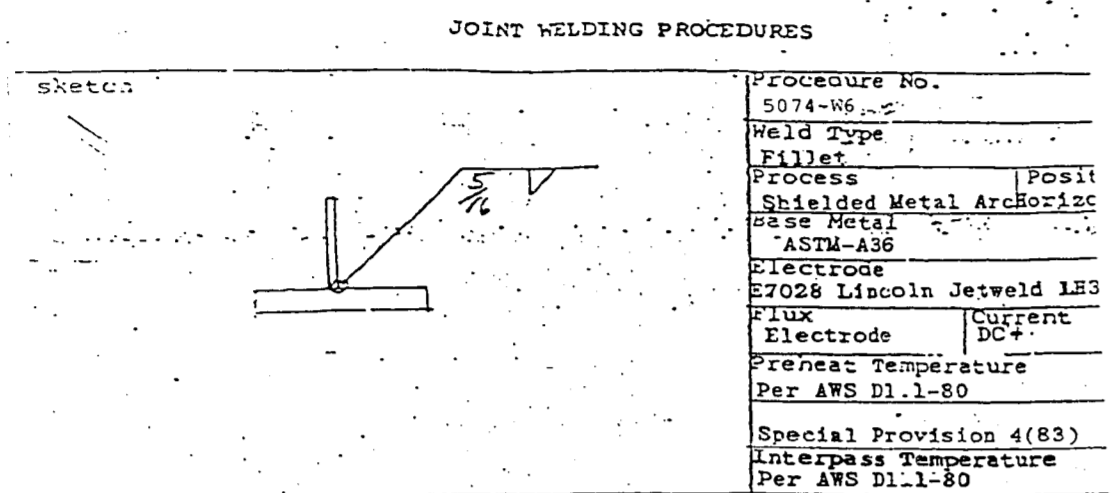 JOINT WELDING PROCEDURES
sketch
5/16
Procedure No.
5074-W6
Weld Type
Fillet
Process
Posit
Shielded Metal Arc
Horizo
Base Metal
ASTM-A36
Electrode
E7028 Lincoln Jetweld LH3
Flux
Current
Electrode
DC+
Preheat Temperature
Per AWS D1.1-80
Special Provision 4(83)
Interpass Temperature
Per AWS D1.1-80